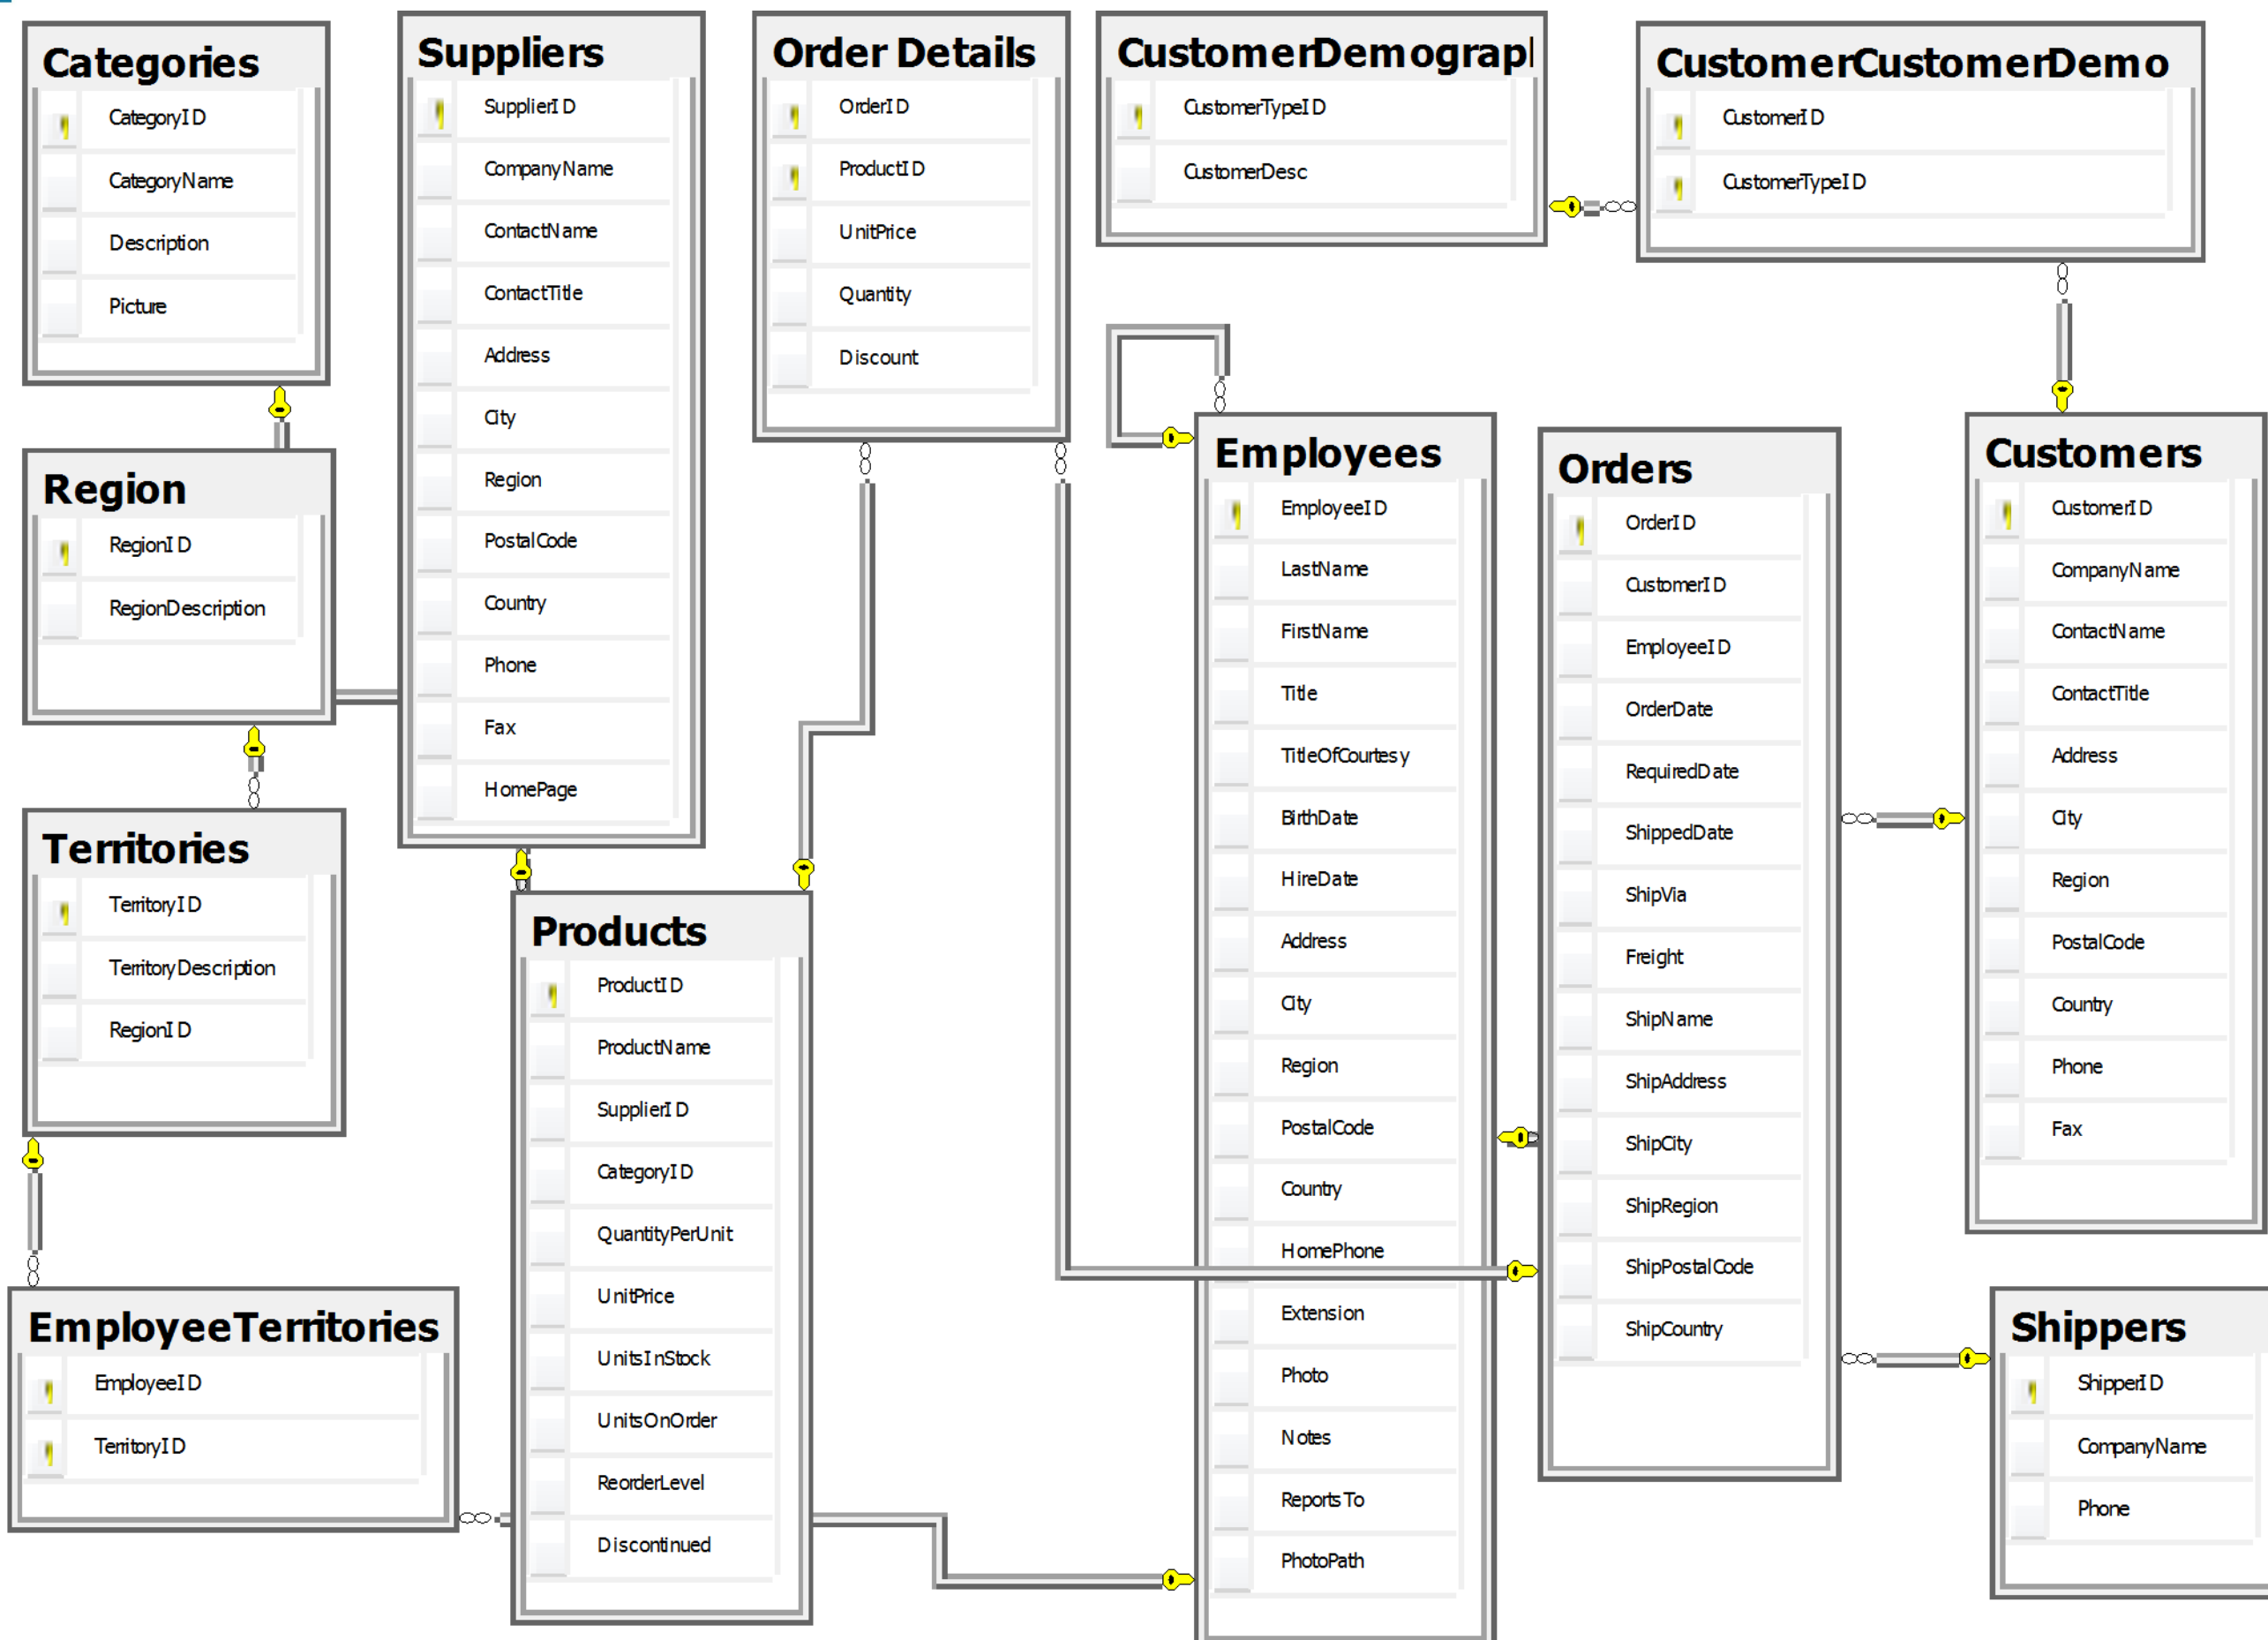 Categories
CategoryID
CategoryName
Description
Picture
Suppliers
SupplierID
CompanyName
ContactName
ContactTitle
Address
City
Region
PostalCode
Country
Phone
Fax
HomePage
Order Details
OrderID
ProductID
UnitPrice
Quantity
Discount
CustomerDemograpl
CustomerTypeID
CustomerDesc
CustomerCustomerDemo
CustomerID
CustomerTypeID
Region
RegionID
RegionDescription
Territories
TerritoryID
TerritoryDescription
RegionID
EmployeeTerritories
EmployeeID
TerritoryID
Products
ProductID
ProductName
SupplierID
CategoryID
QuantityPerUnit
UnitPrice
UnitsInStock
UnitsOnOrder
ReorderLevel
Discontinued
Employees
EmployeeID
LastName
FirstName
Title
TitleOfCourtesy
BirthDate
HireDate
Address
City
Region
PostalCode
Country
HomePhone
Extension
Photo
Notes
ReportsTo
PhotoPath
Orders
OrderID
CustomerID
EmployeeID
OrderDate
RequiredDate
ShippedDate
ShipVia
Freight
ShipName
ShipAddress
ShipCity
ShipRegion
ShipPostalCode
ShipCountry
Customers
CustomerID
CompanyName
ContactName
ContactTitle
Address
City
Region
PostalCode
Country
Phone
Fax
Shippers
ShipperID
CompanyName
Phone